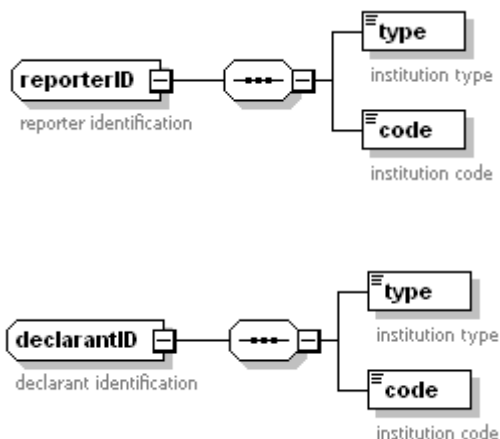 type
institution type
reporterID
reporter identification
code
institution code
type
institution type
declarantID
declarant identification
code
institution code